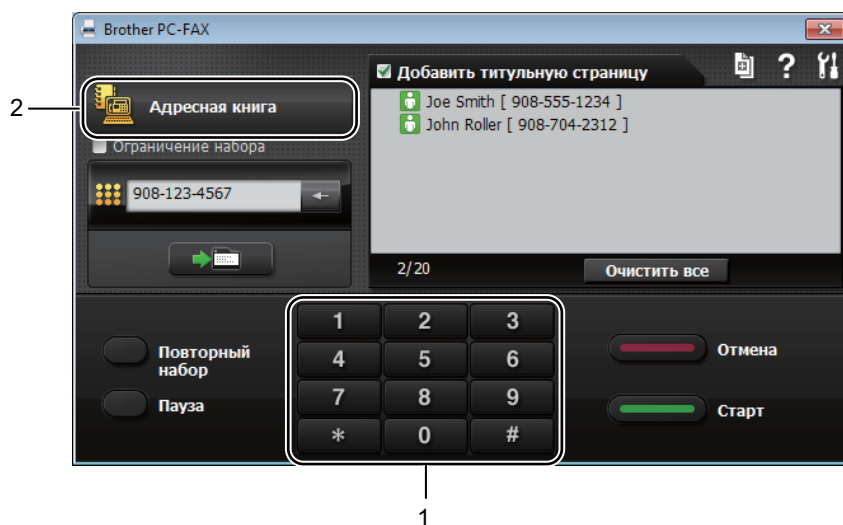 Brother PC-FAX
2
Адресная книга
Ограничение набора
908-123-4567
Добавить титульную страницу
?
Joe Smith [ 908-555-1234 ]
John Roller [ 908-704-2312 ]
2/20
Очистить все
Повторный
набор
Пауза
1 2 3
4 5 6
7 8 9
* 0 #
Отмена
Старт
1